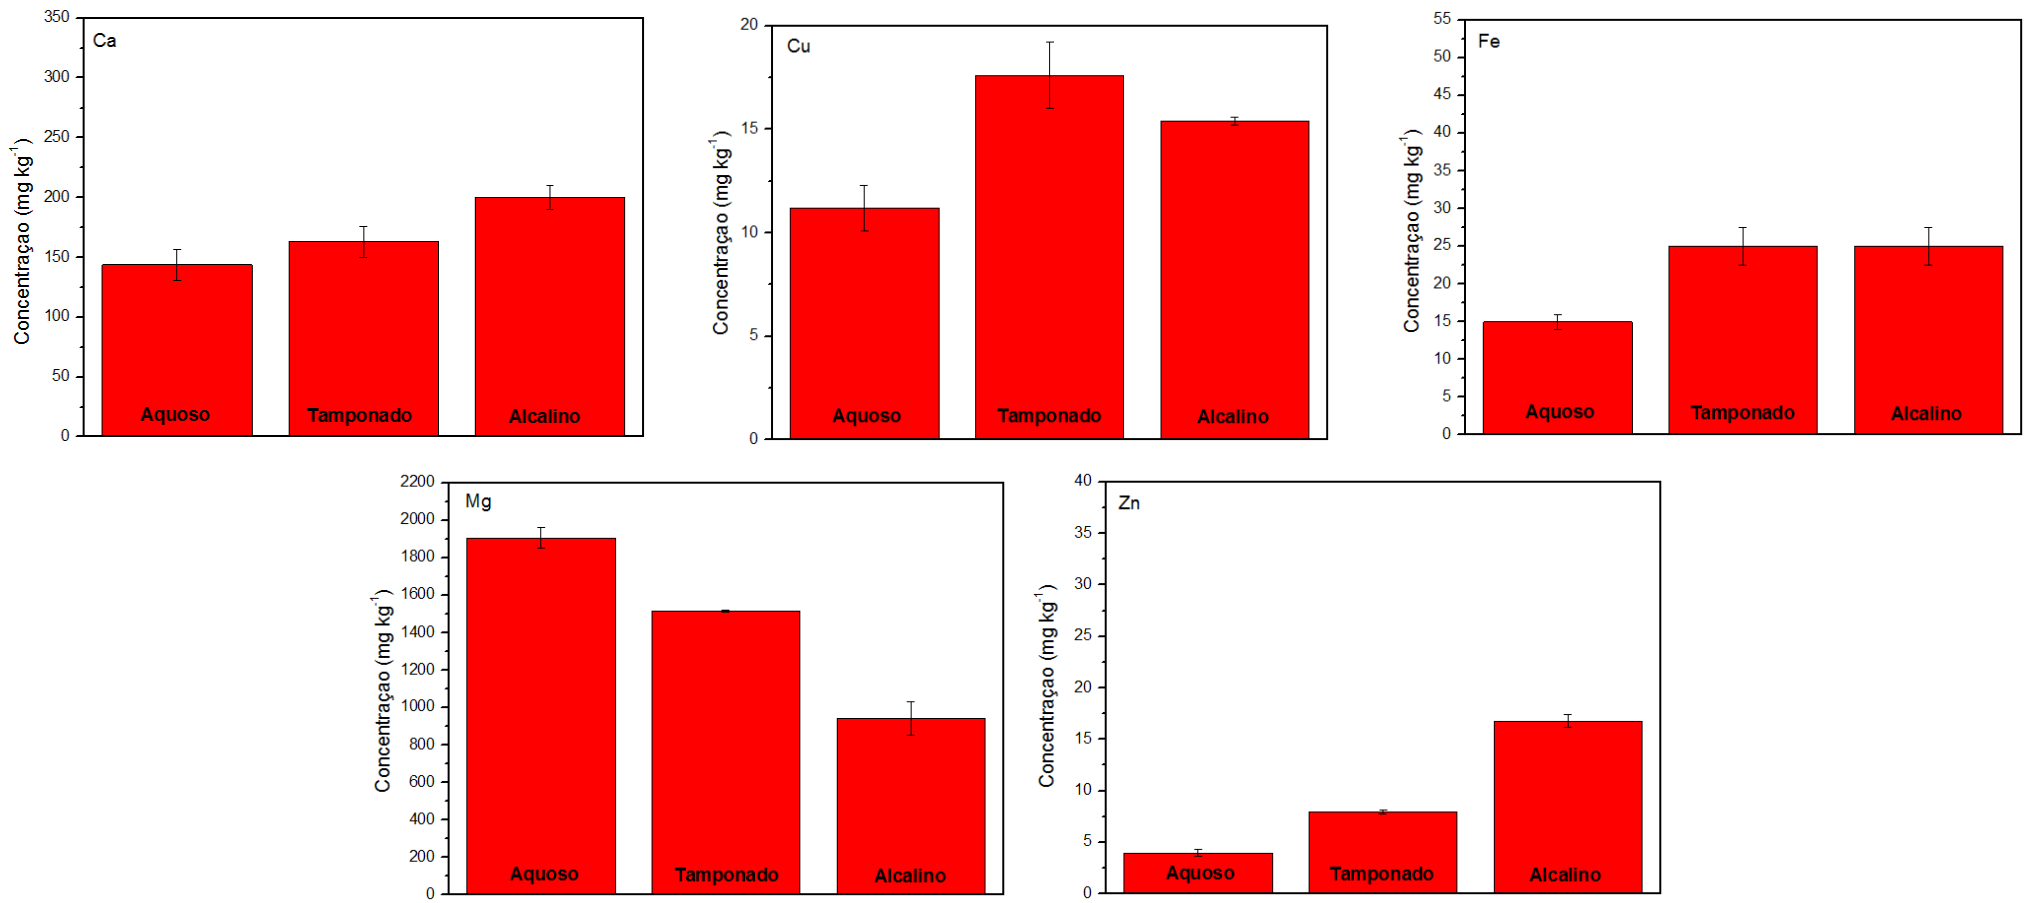 Ca
Concentraçao (mg kg-1)
350
300
250
200
150
100
50
0
Aquoso
Tamponado
Alcalino
Cu
Concentraçao (mg kg-1)
20
15
10
5
0
Aquoso
Tamponado
Alcalino
Fe
Concentraçao (mg kg-1)
55
50
45
40
35
30
25
20
15
10
5
0
Aquoso
Tamponado
Alcalino
Mg
Concentraçao (mg kg-1)
2200
2000
1800
1600
1400
1200
1000
800
600
400
200
0
Aquoso
Tamponado
Alcalino
Zn
Concentraçao (mg kg-1)
40
35
30
25
20
15
10
5
0
Aquoso
Tamponado
Alcalino